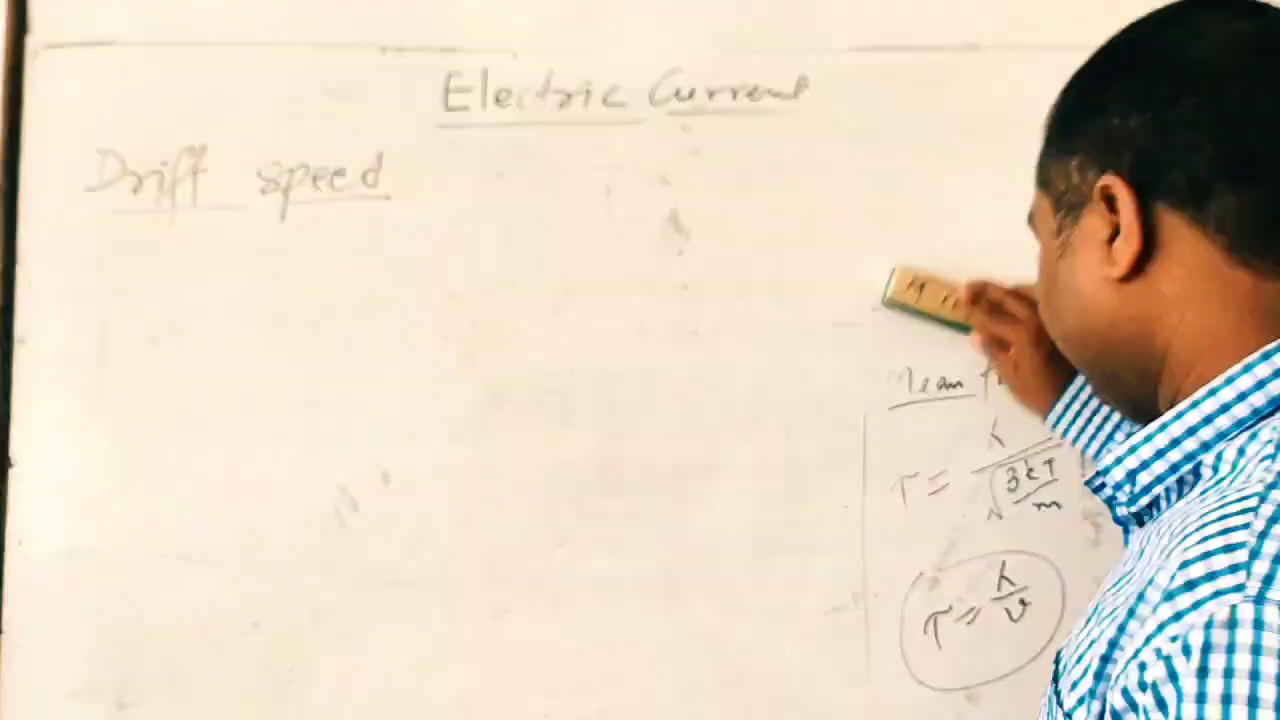 Electric Current
Drift speed
Mean
τ = λ / √(3kT/m)
τ = λ/v